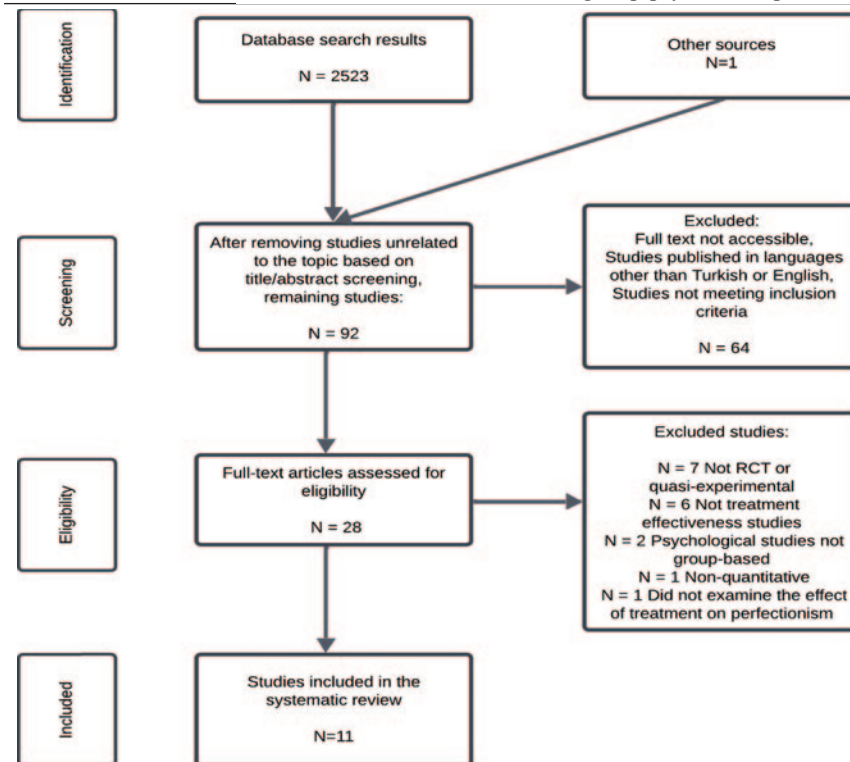 Identification
Database search results
N = 2523
Other sources
N=1
Screening
After removing studies unrelated
to the topic based on
title/abstract screening,
remaining studies:
N = 92
Excluded:
Full text not accessible,
Studies published in languages
other than Turkish or English,
Studies not meeting inclusion
criteria
N = 64
Eligibility
Full-text articles assessed for
eligibility
N = 28
Excluded studies:
N = 7 Not RCT or
quasi-experimental
N = 6 Not treatment
effectiveness studies
N = 2 Psychological studies not
group-based
N = 1 Non-quantitative
N = 1 Did not examine the effect
of treatment on perfectionism
Included
Studies included in the
systematic review
N=11